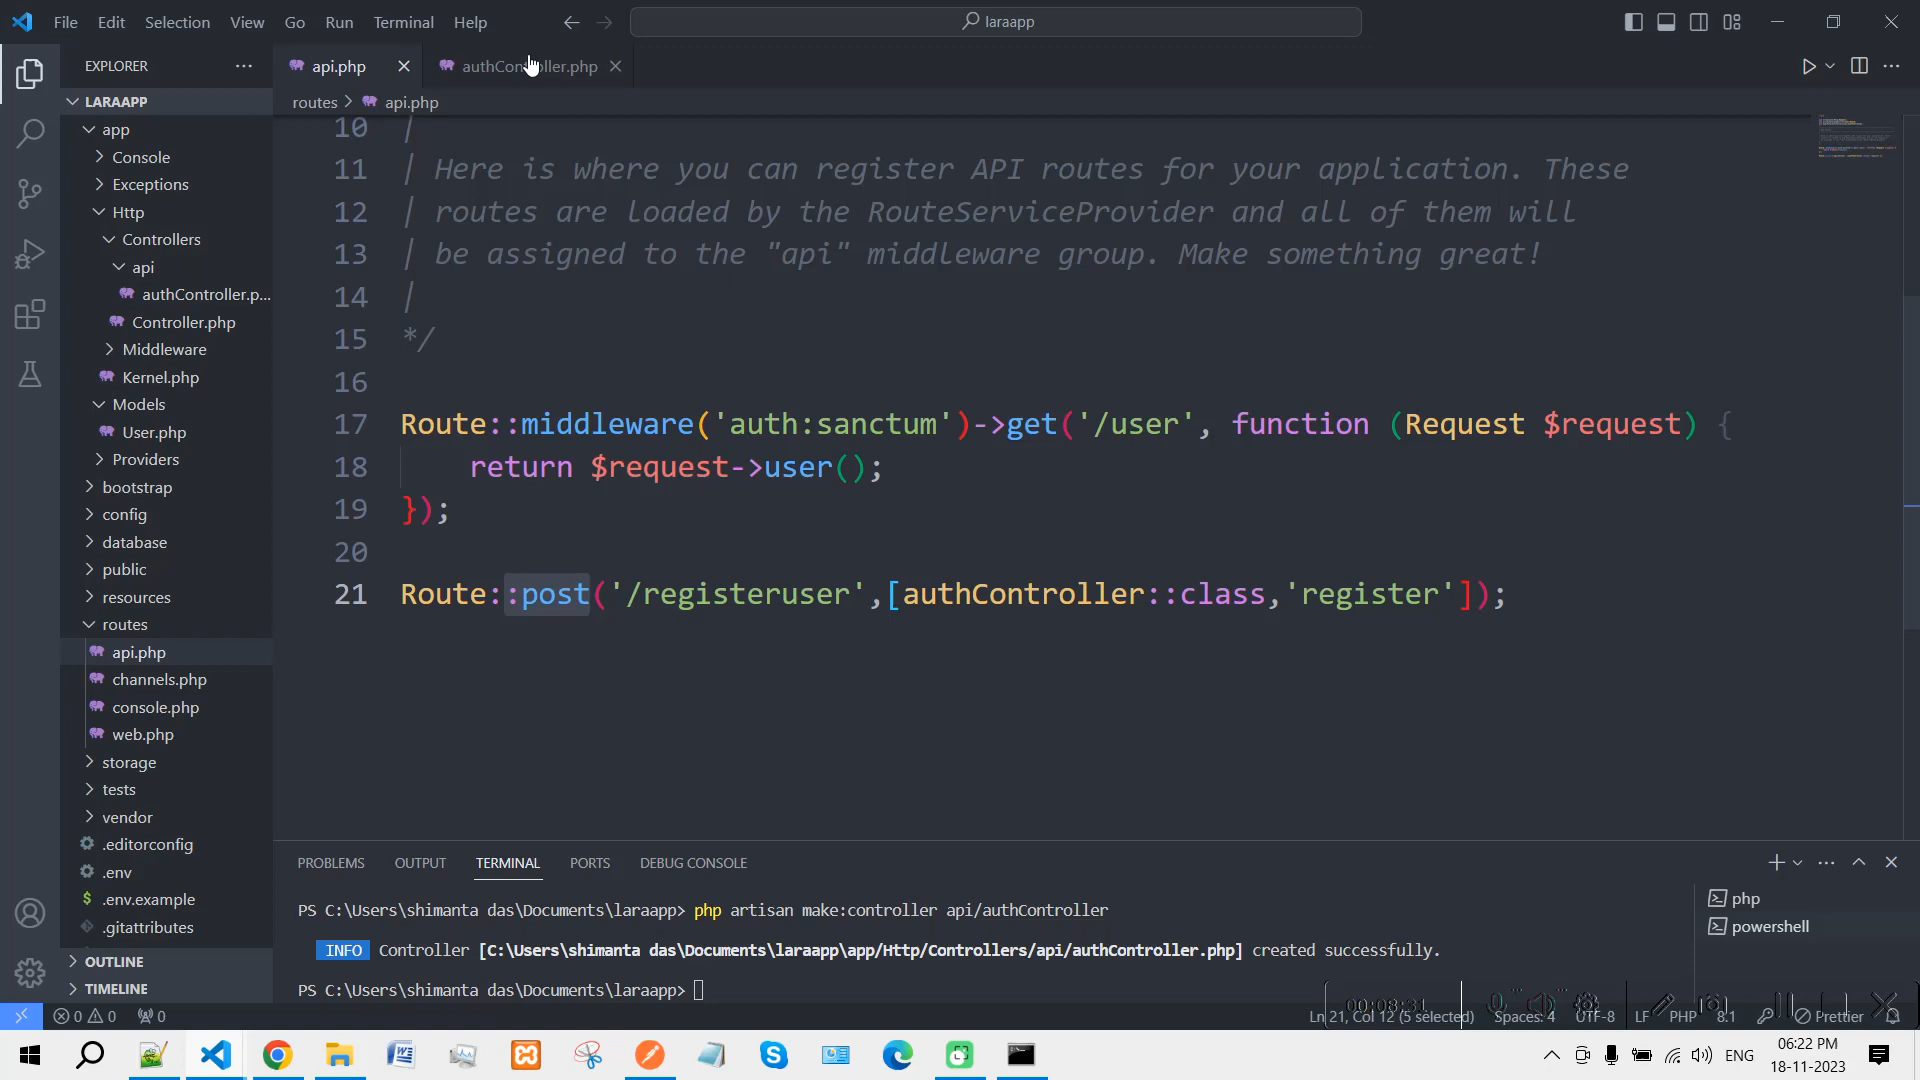 File Edit Selection View Go Run Terminal Help
laraapp
EXPLORER
api.php
authController.php
LARAAPP
routes > api.php
app
Console
Exceptions
Http
Controllers
api
authController.p...
Controller.php
Middleware
Kernel.php
Models
User.php
Providers
bootstrap
config
database
public
resources
routes
api.php
channels.php
console.php
web.php
storage
tests
vendor
.editorconfig
.env
.env.example
.gitattributes
OUTLINE
TIMELINE
10 |
11 | Here is where you can register API routes for your application. These
12 | routes are loaded by the RouteServiceProvider and all of them will
13 | be assigned to the "api" middleware group. Make something great!
14 |
15 */
16
17 Route::middleware('auth:sanctum')->get('/user', function (Request $request) {
18 return $request->user();
19 });
20
21 Route::post('/registeruser',[authController::class,'register']);
PROBLEMS OUTPUT TERMINAL PORTS DEBUG CONSOLE
PS C:\Users\shimanta das\Documents\laraapp> php artisan make:controller api/authController
INFO Controller [C:\Users\shimanta das\Documents\laraapp\app/Http/Controllers/api/authController.php] created successfully.
PS C:\Users\shimanta das\Documents\laraapp>
php
powershell
00:08:31
0 0 0
Ln 21, Col 12 (5 selected) Spaces: 4 UTF-8 LF PHP 8.1 Prettier
ENG
06:22 PM
18-11-2023